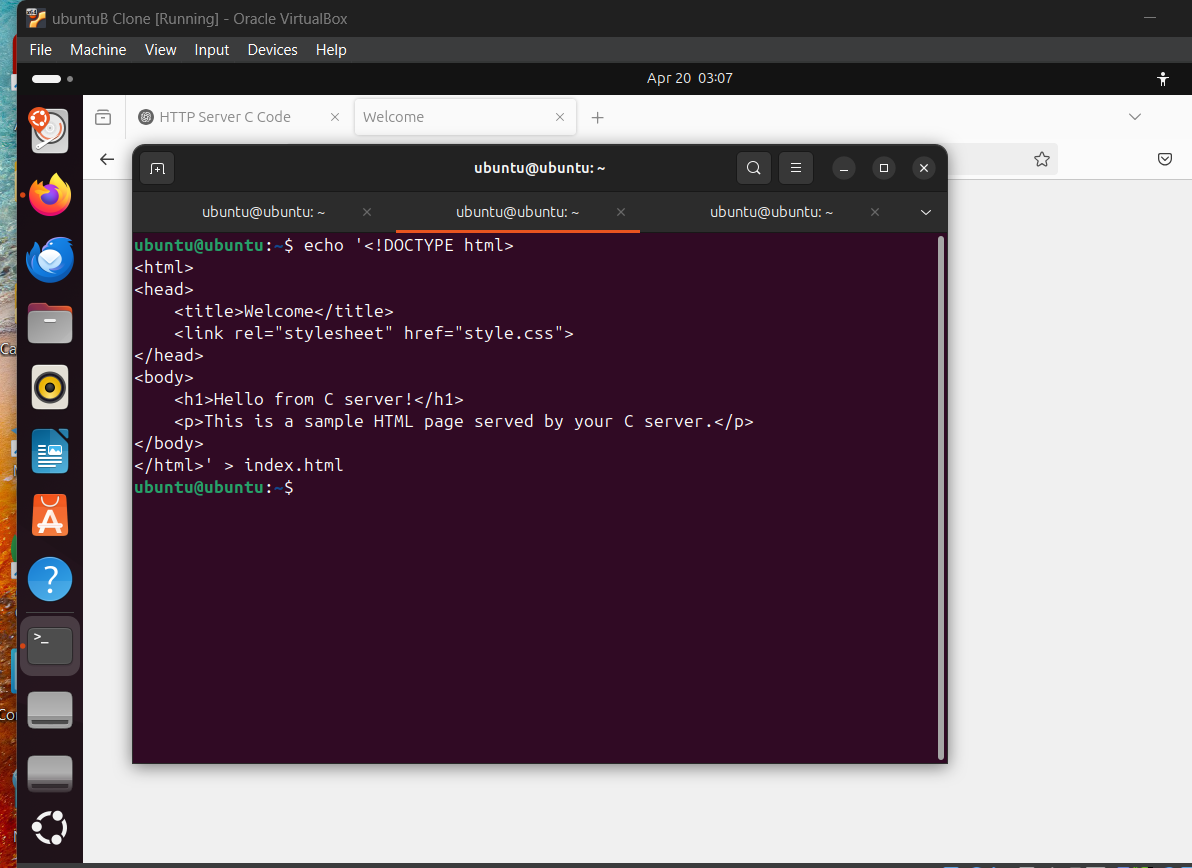 ubuntuB Clone [Running] - Oracle VirtualBox
File Machine View Input Devices Help
Apr 20 03:07
HTTP Server C Code
Welcome
ubuntu@ubuntu: ~
ubuntu@ubuntu: ~ ubuntu@ubuntu: ~ ubuntu@ubuntu: ~
ubuntu@ubuntu:~$ echo '<!DOCTYPE html>
<html>
<head>
    <title>Welcome</title>
    <link rel="stylesheet" href="style.css">
</head>
<body>
    <h1>Hello from C server!</h1>
    <p>This is a sample HTML page served by your C server.</p>
</body>
</html>' > index.html
ubuntu@ubuntu:~$